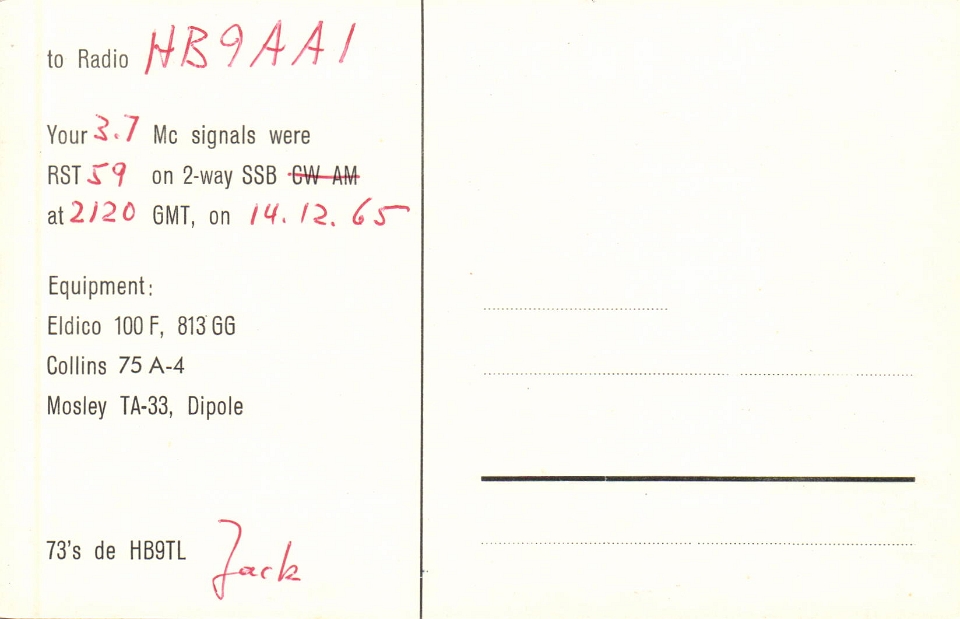 to Radio HB9AAI
Your 3.7 Mc signals were
RST 59 on 2-way SSB CW AM
at 2120 GMT, on 14.12.65
Equipment:
Eldico 100 F, 813 GG
Collins 75 A-4
Mosley TA-33, Dipole
73's de HB9TL Jack